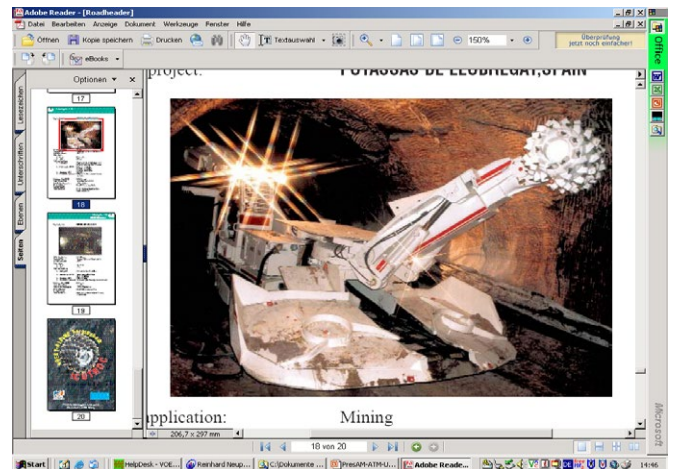 Adobe Reader - [Roadheader]
Datei Bearbeiten Anzeige Dokument Werkzeuge Fenster Hilfe
Öffnen Kopie speichern Drucken Textauswahl 150% Überprüfung jetzt noch einfacher!
eBooks
Optionen
Lesezeichen
Unterschriften
Ebenen
Seiten
17
18
19
20
project: POTASSAS DE LLOBREGAT, SPAIN
application: Mining
206,7 x 297 mm
18 von 20
Office
Microsoft
Start HelpDesk - VOE... Reinhard Neup... C:\Dokumente ... PresAM-ATM-U... Adobe Reade... 14:46